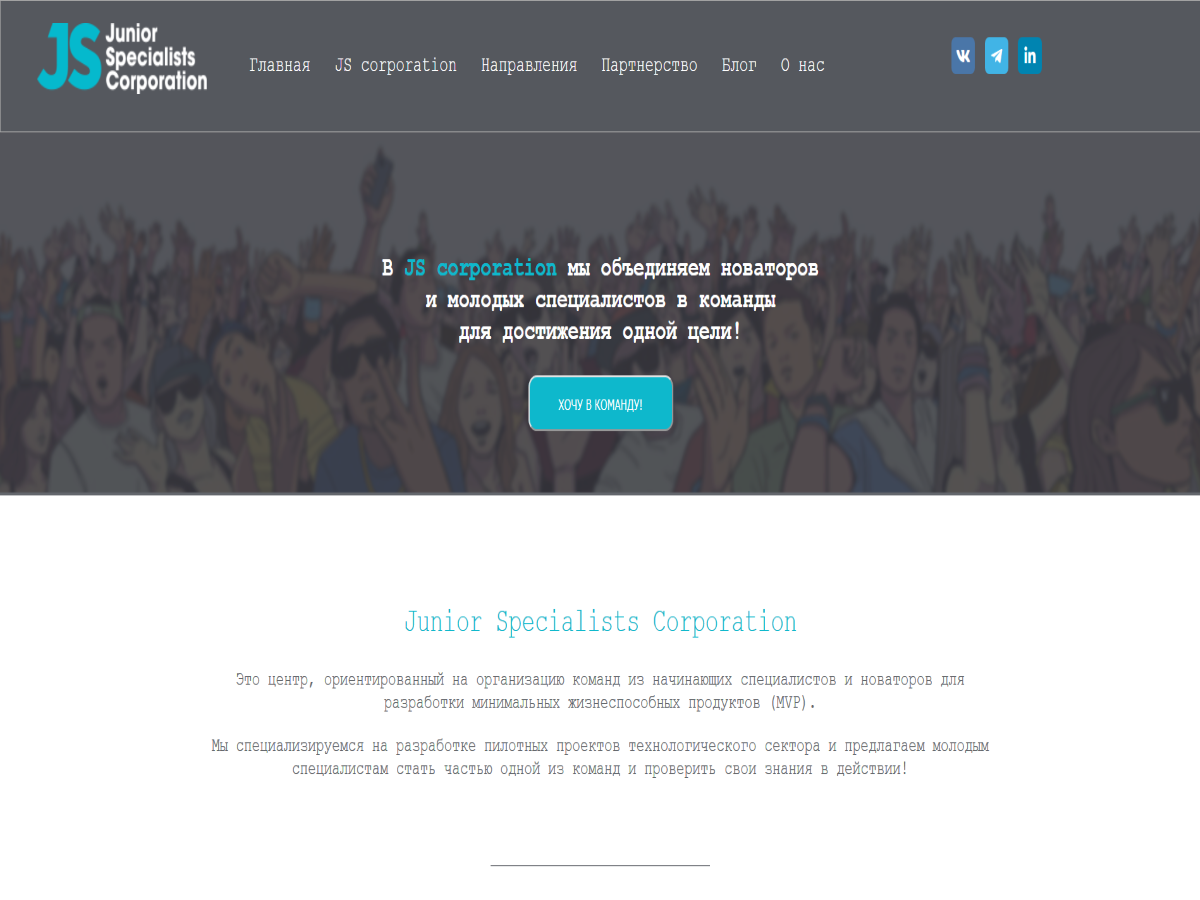 JS Junior
Specialists
Corporation
Главная JS corporation Направления Партнерство Блог О нас
В JS corporation мы объединяем новаторов
и молодых специалистов в команды
для достижения одной цели!
ХОЧУ В КОМАНДУ!
Junior Specialists Corporation
Это центр, ориентированный на организацию команд из начинающих специалистов и новаторов для
разработки минимальных жизнеспособных продуктов (MVP).
Мы специализируемся на разработке пилотных проектов технологического сектора и предлагаем молодым
специалистам стать частью одной из команд и проверить свои знания в действии!